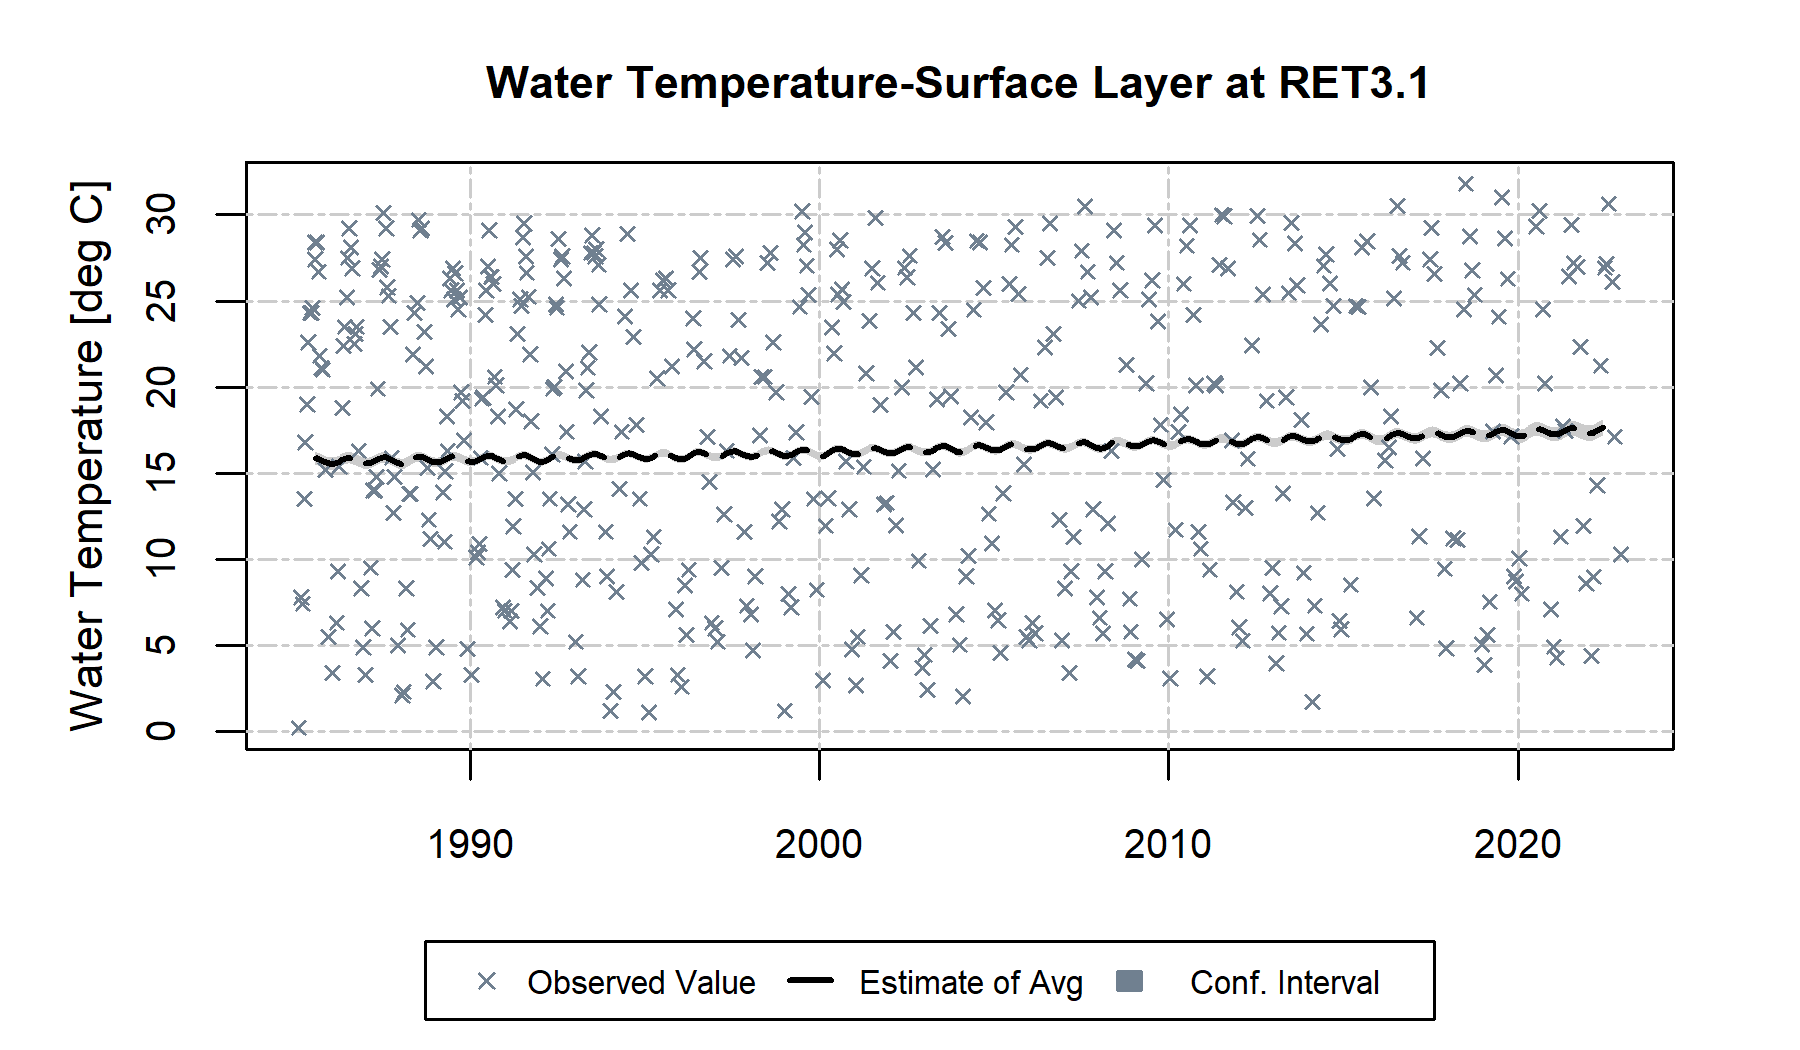 Water Temperature-Surface Layer at RET3.1
Water Temperature [deg C]
30
25
20
15
10
5
0
1990
2000
2010
2020
Observed Value
Estimate of Avg
Conf. Interval